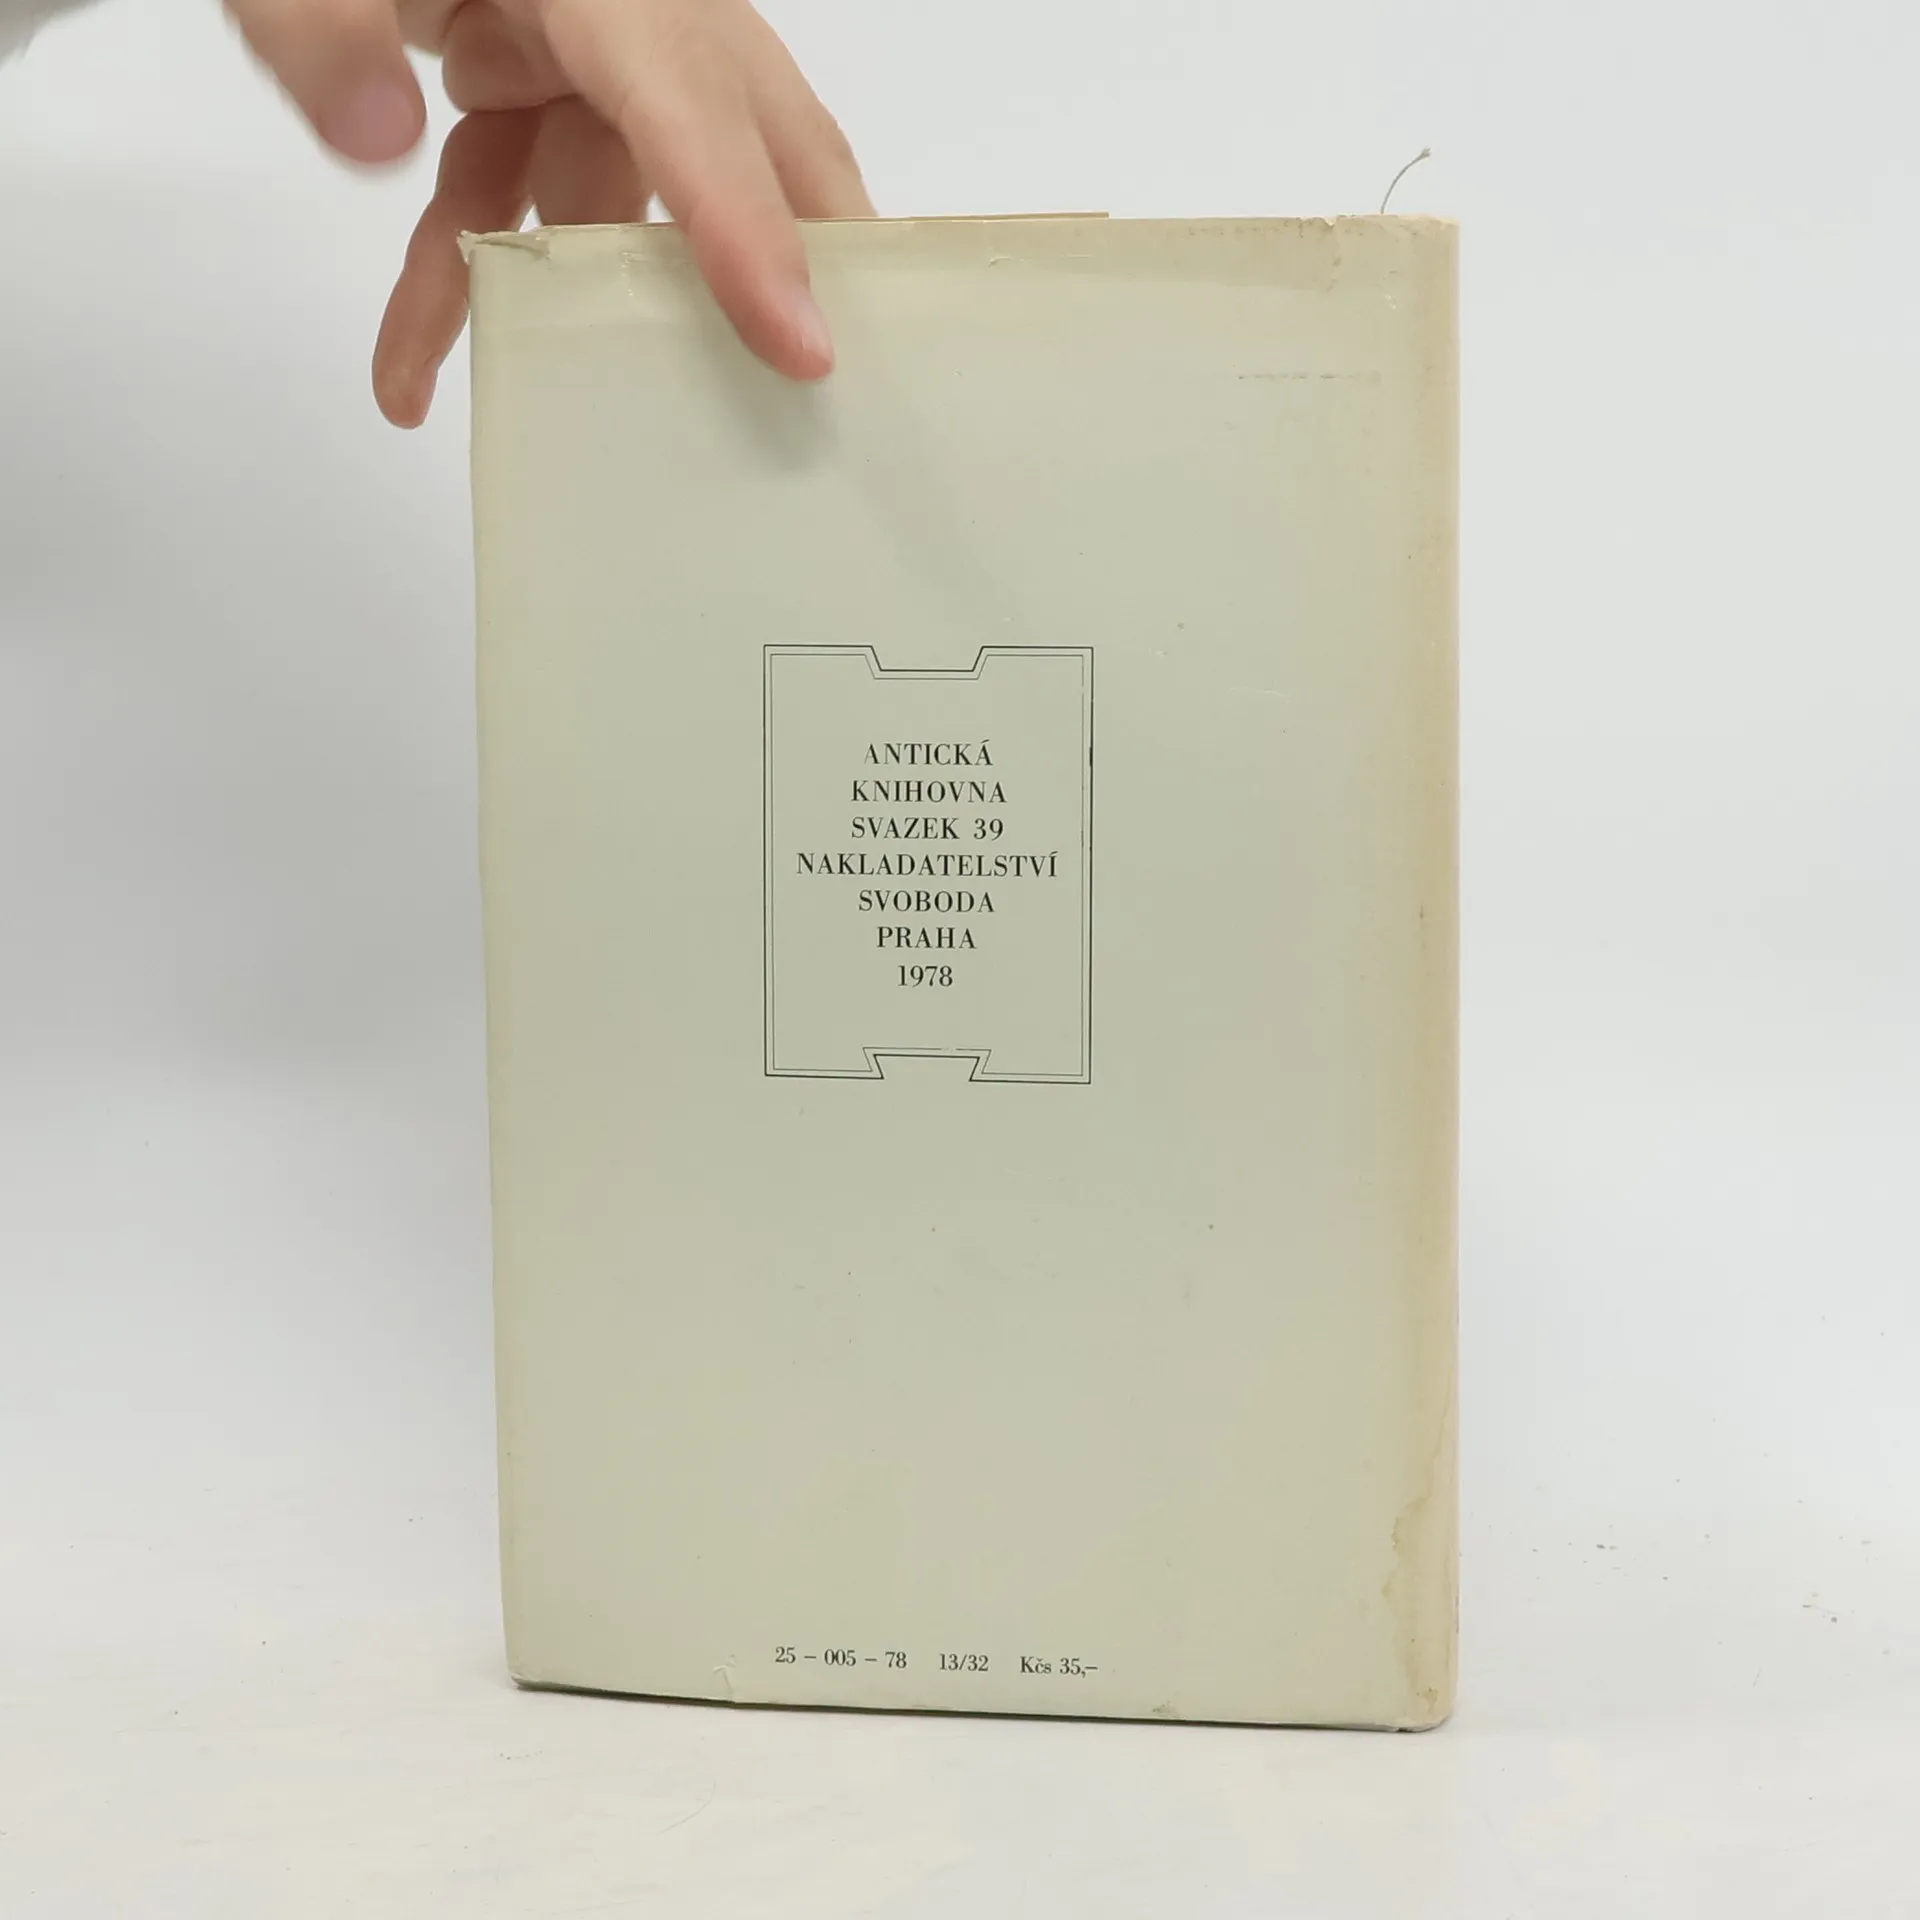 ANTICKÁ
KNIHOVNA
SVAZEK 39
NAKLADATELSTVÍ
SVOBODA
PRAHA
1978
25 – 005 – 78 13/32 Kčs 35,–